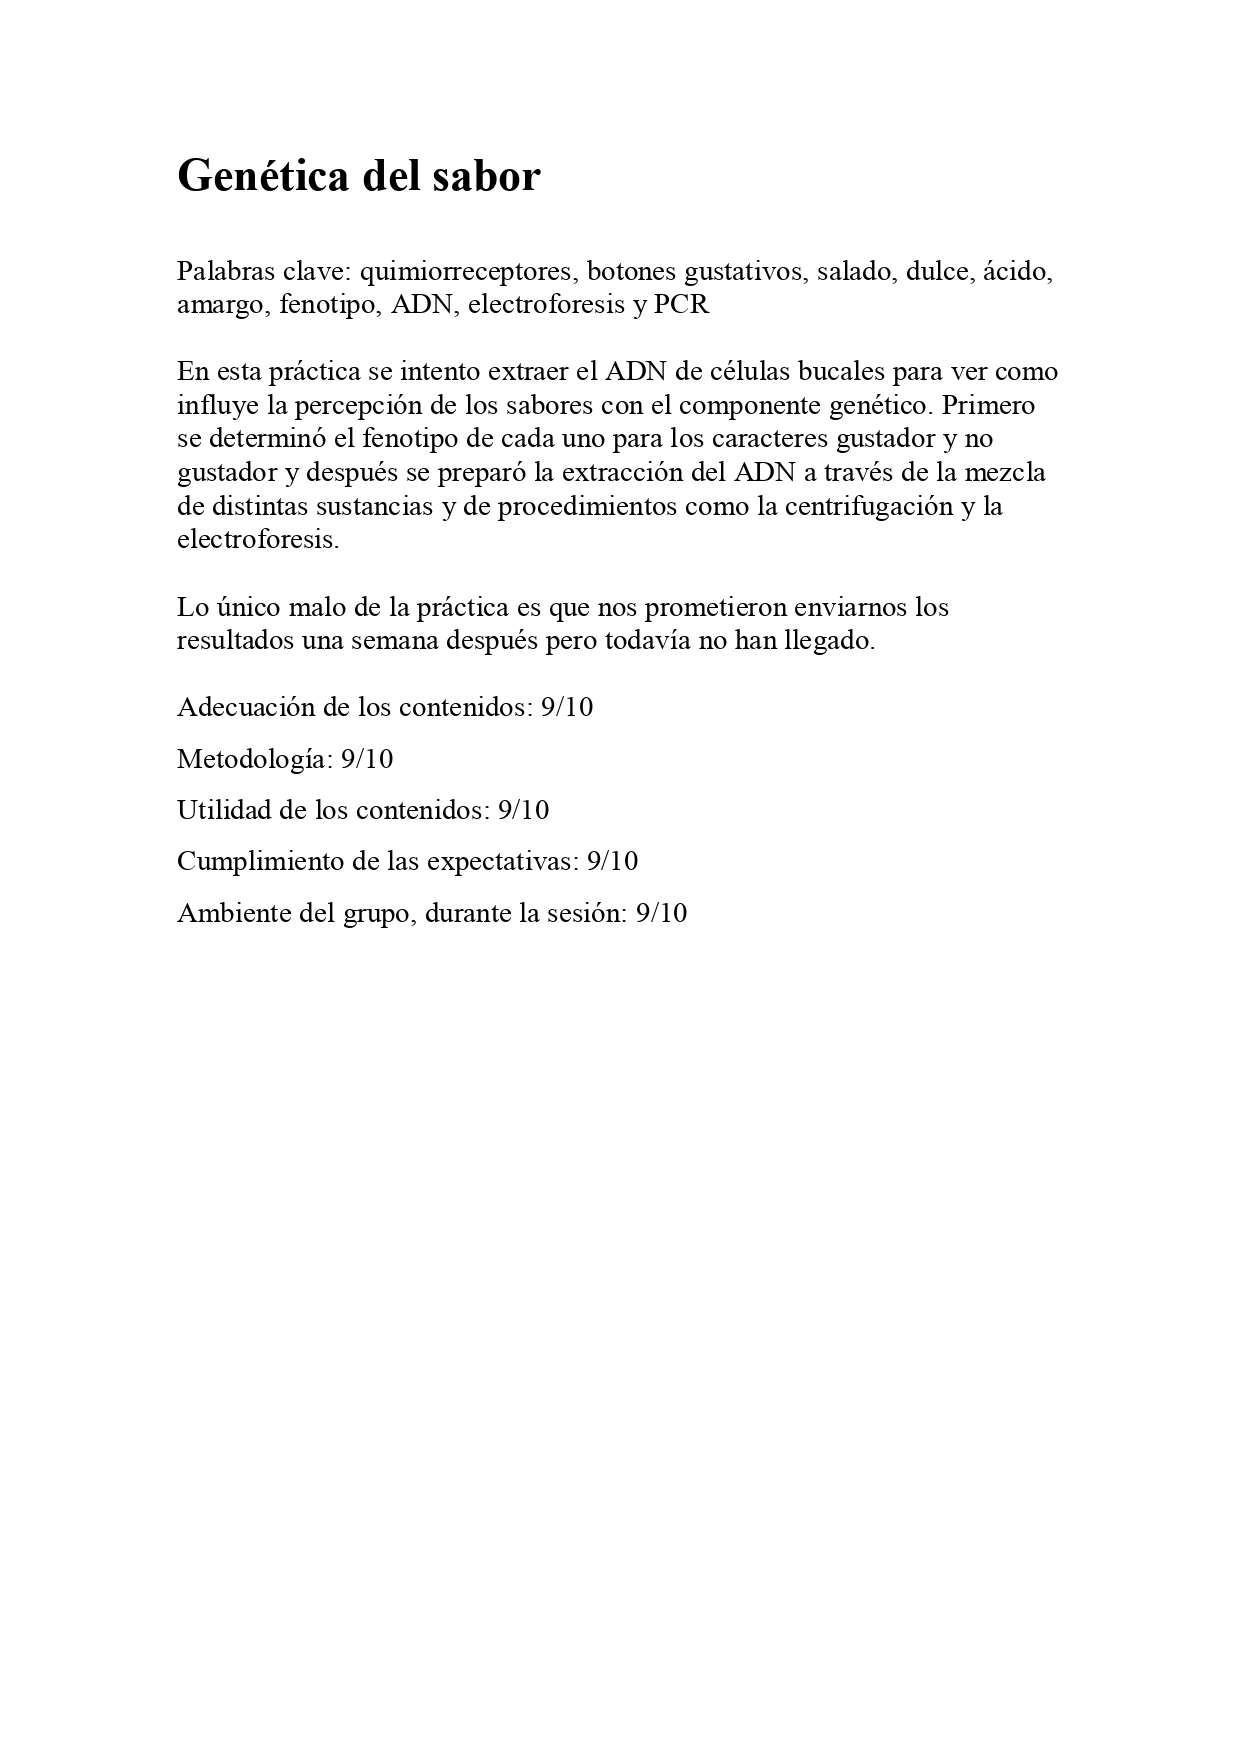 Genética del sabor
Palabras clave: quimiorreceptores, botones gustativos, salado, dulce, ácido,
amargo, fenotipo, ADN, electroforesis y PCR
En esta práctica se intento extraer el ADN de células bucales para ver como
influye la percepción de los sabores con el componente genético. Primero
se determinó el fenotipo de cada uno para los caracteres gustador y no
gustador y después se preparó la extracción del ADN a través de la mezcla
de distintas sustancias y de procedimientos como la centrifugación y la
electroforesis.
Lo único malo de la práctica es que nos prometieron enviarnos los
resultados una semana después pero todavía no han llegado.
Adecuación de los contenidos: 9/10
Metodología: 9/10
Utilidad de los contenidos: 9/10
Cumplimiento de las expectativas: 9/10
Ambiente del grupo, durante la sesión: 9/10